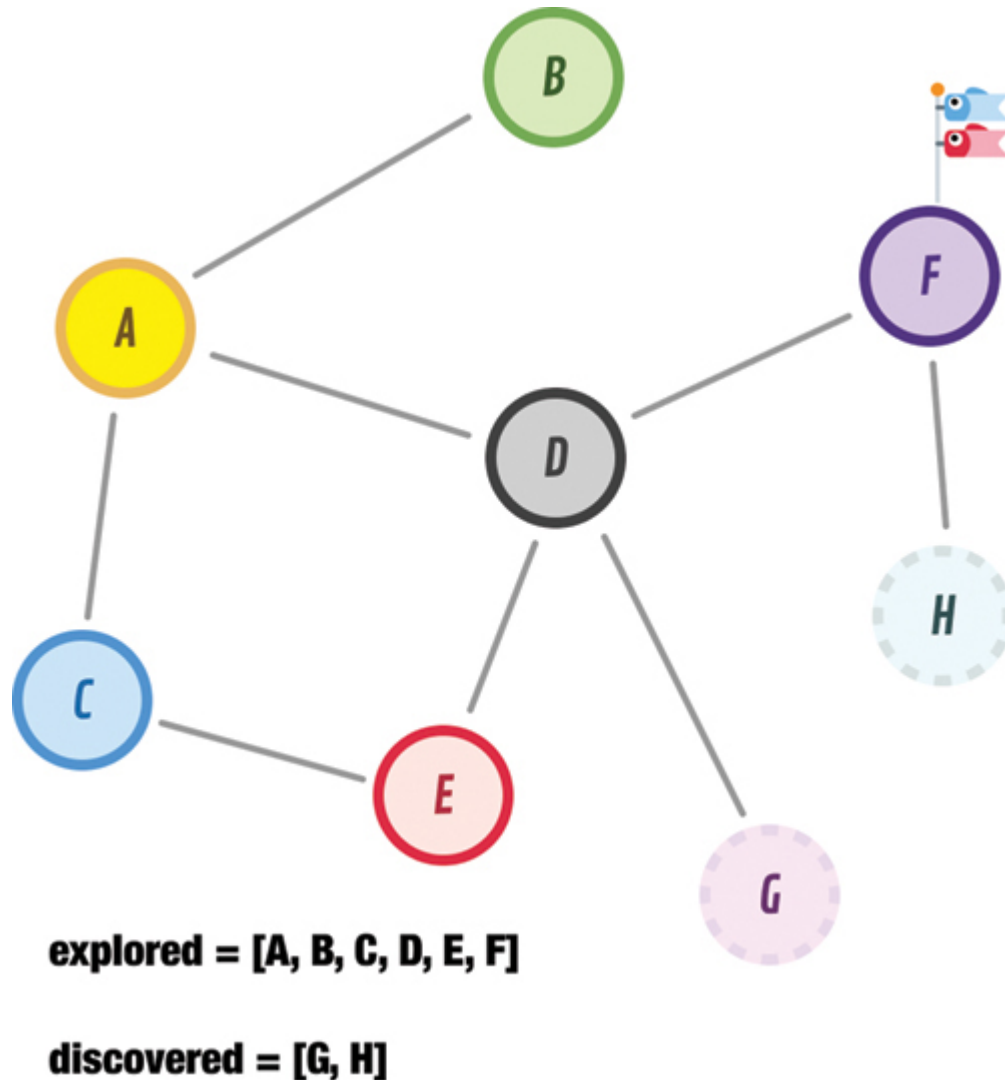 B
F
A
D
H
C
E
G
explored = [A, B, C, D, E, F]
discovered = [G, H]